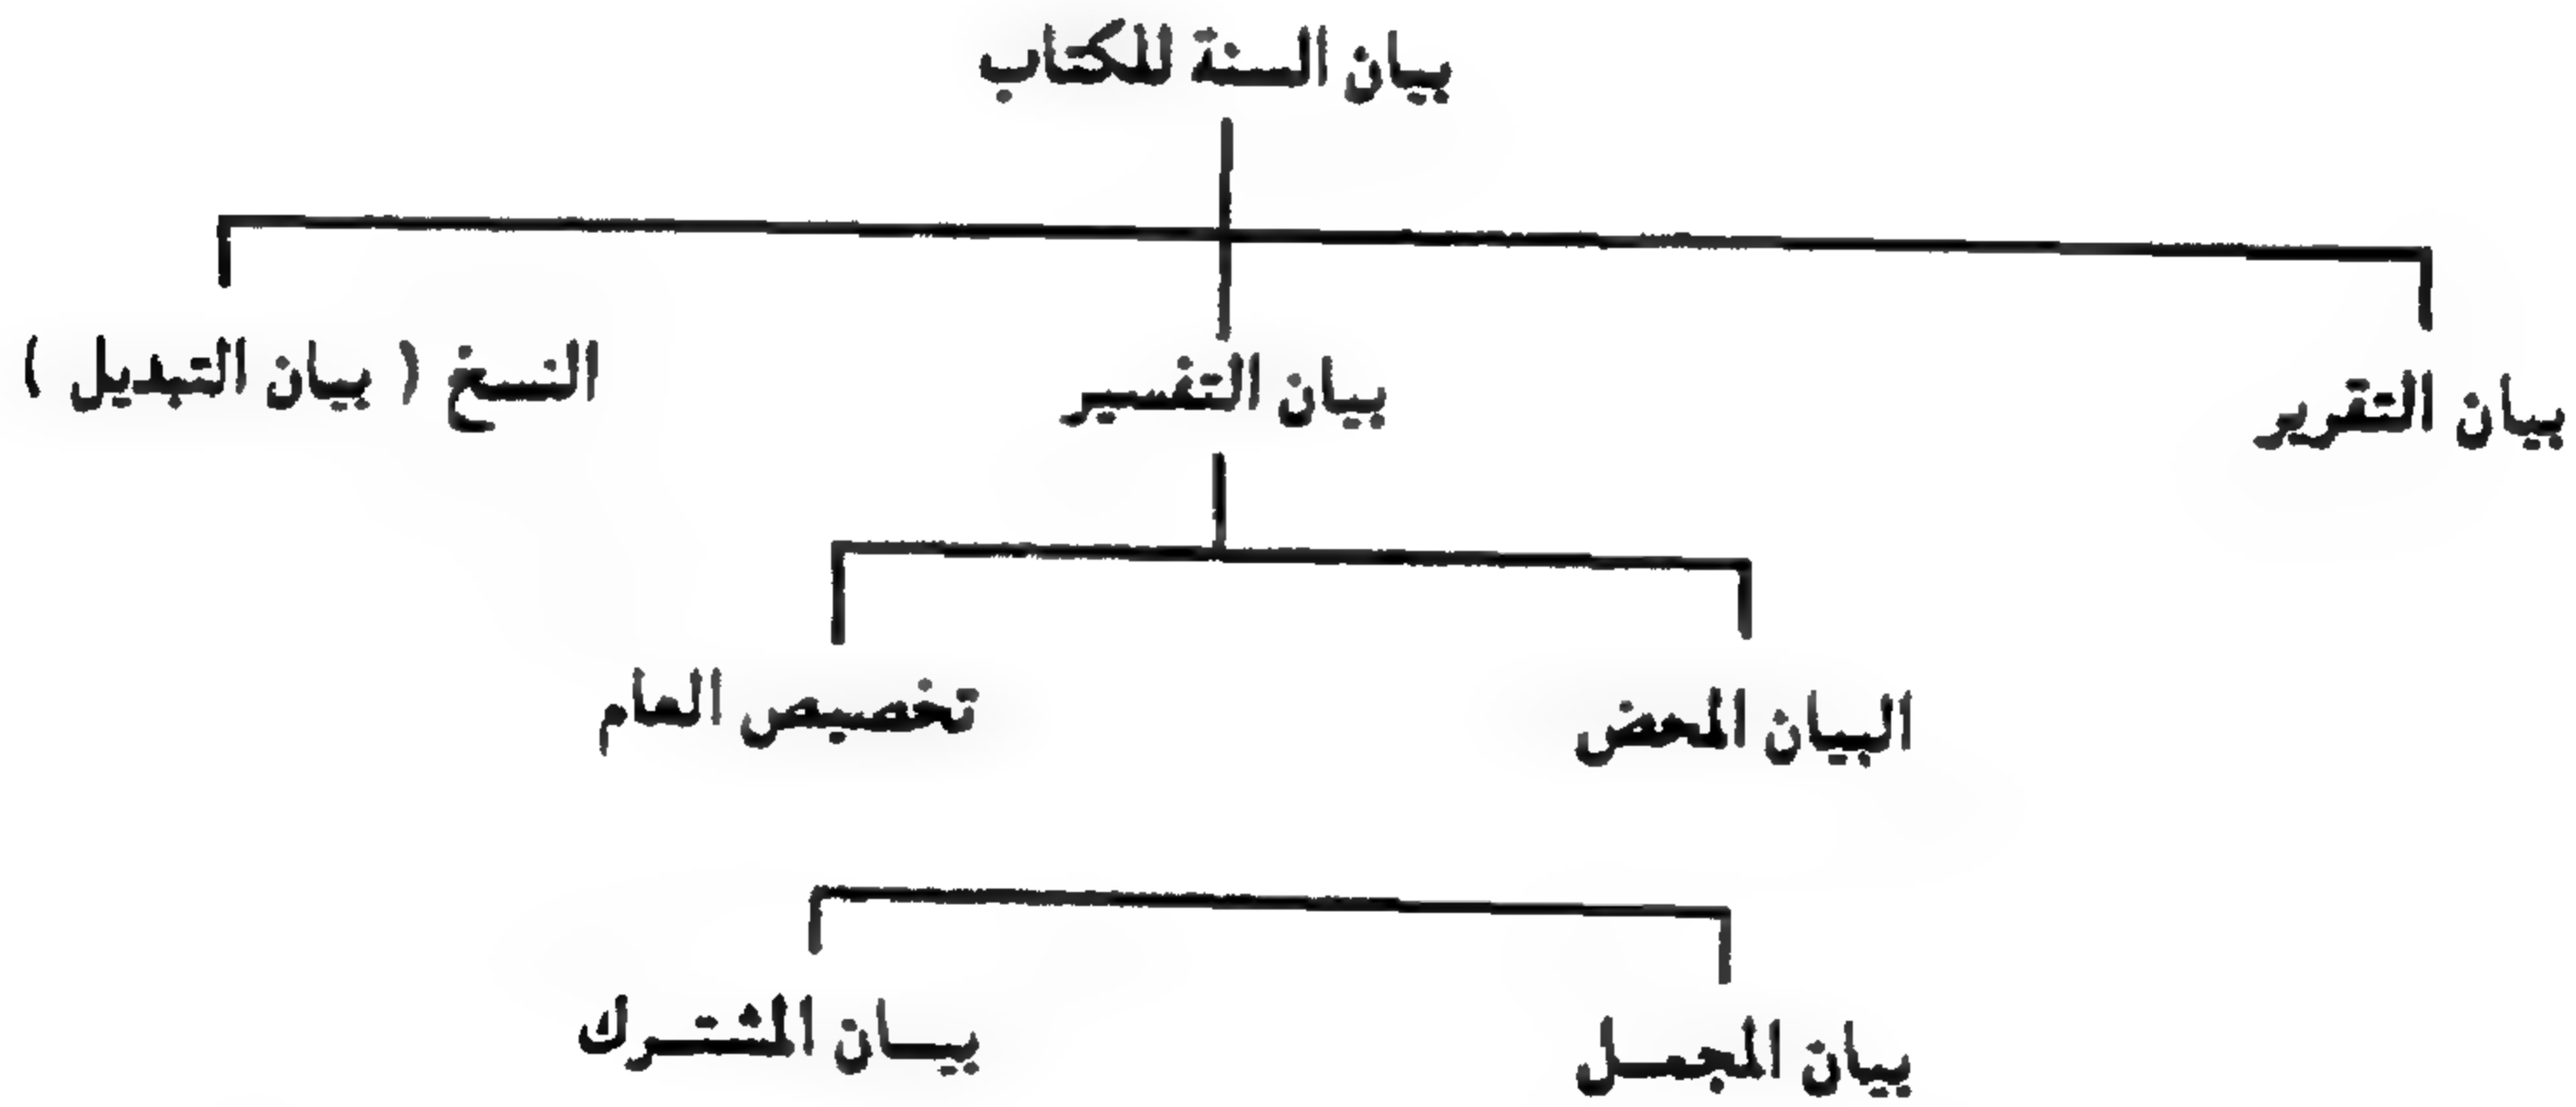 بيان السنة للكتاب
بيان التقرير
بيان التفسير
النسخ ( بيان التبديل )
البيان المحض
تخصيص العام
بيان المجمل
بيان المشترك